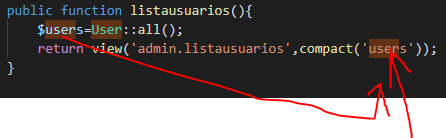 public function listausuarios(){
$users=User::all();
return view('admin.listausuarios',compact('users'));
}